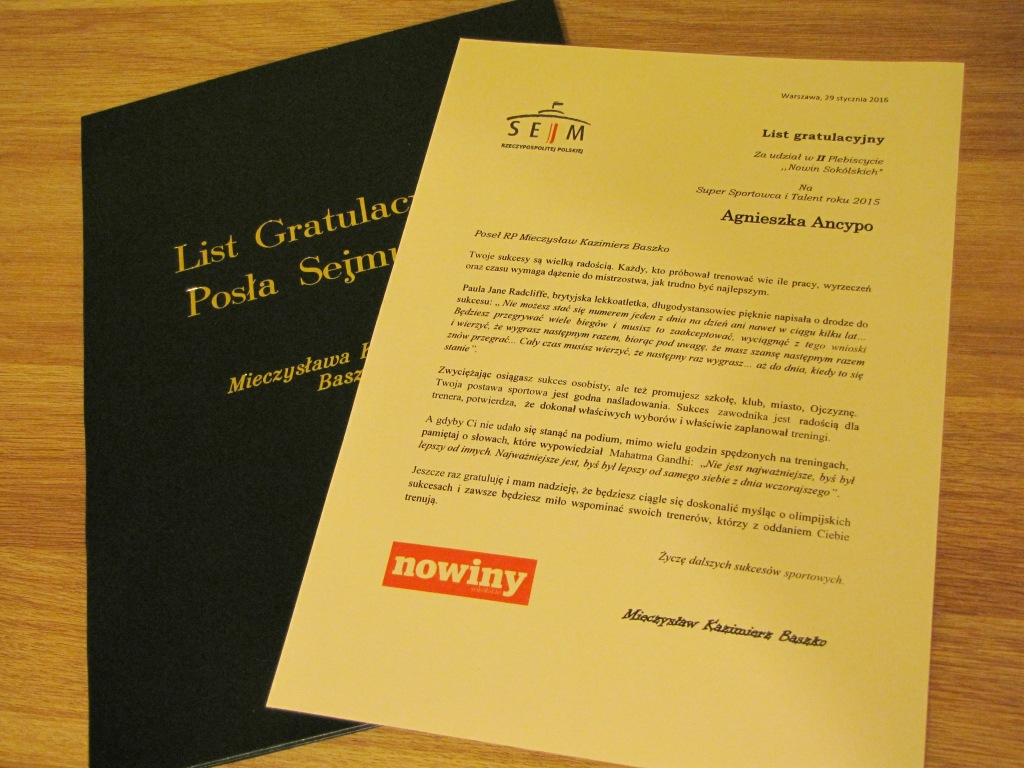 List Gratulac
Posła Sejmu
Mieczysława K
Basz
SEJM
RZECZYPOSPOLITEJ POLSKIEJ
Warszawa, 29 stycznia 2016
List gratulacyjny
Za udział w II Plebiscycie
,,Nowin Sokólskich"
Na
Super Sportowca i Talent roku 2015
Agnieszka Ancypo
Poseł RP Mieczysław Kazimierz Baszko
Twoje sukcesy są wielką radością. Każdy, kto próbował trenować wie ile pracy, wyrzeczeń
oraz czasu wymaga dążenie do mistrzostwa, jak trudno być najlepszym.
Paula Jane Radcliffe, brytyjska lekkoatletka, długodystansowiec pięknie napisała o drodze do
sukcesu: „ Nie możesz stać się numerem jeden z dnia na dzień ani nawet w ciągu kilku lat...
Będziesz przegrywać wiele biegów i musisz to zaakceptować, wyciągnąć z tego wnioski
i wierzyć, że wygrasz następnym razem, biorąc pod uwagę, że masz szansę następnym razem
znów przegrać... Cały czas musisz wierzyć, że następny raz wygrasz... aż do dnia, kiedy to się
stanie”.
Zwyciężając osiągasz sukces osobisty, ale też promujesz szkołę, klub, miasto, Ojczyznę.
Twoja postawa sportowa jest godna naśladowania. Sukces zawodnika jest radością dla
trenera, potwierdza, że dokonał właściwych wyborów i właściwie zaplanował treningi.
A gdyby Ci nie udało się stanąć na podium, mimo wielu godzin spędzonych na treningach,
pamiętaj o słowach, które wypowiedział Mahatma Gandhi: „Nie jest najważniejsze, byś był
lepszy od innych. Najważniejsze jest, byś był lepszy od samego siebie z dnia wczorajszego”.
Jeszcze raz gratuluję i mam nadzieję, że będziesz ciągle się doskonalić myśląc o olimpijskich
sukcesach i zawsze będziesz miło wspominać swoich trenerów, którzy z oddaniem Ciebie
trenują.
Życzę dalszych sukcesów sportowych.
nowiny
Mieczysław Kazimierz Baszko